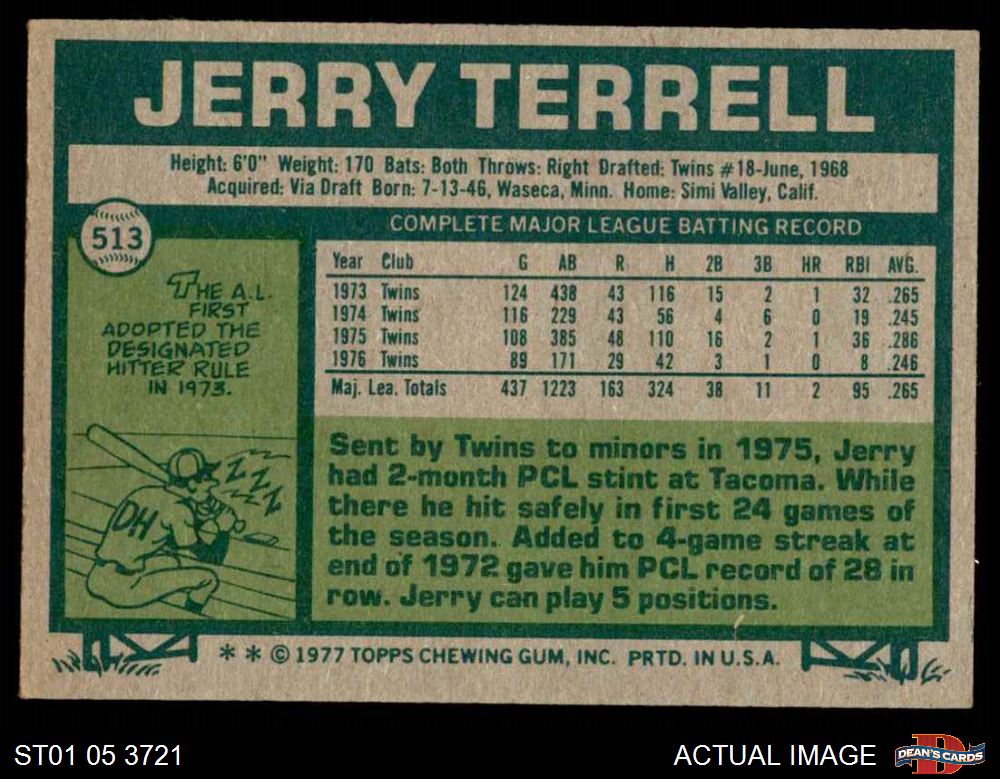 JERRY TERRELL
Height: 6'0" Weight: 170 Bats: Both Throws: Right Drafted: Twins #18-June, 1968
Acquired: Via Draft Born: 7-13-46, Waseca, Minn. Home: Simi Valley, Calif.
513
THE A.L.
FIRST
ADOPTED THE
DESIGNATED
HITTER RULE
IN 1973.
ZZZZZ
DH
COMPLETE MAJOR LEAGUE BATTING RECORD
Year Club G AB R H 2B 3B HR RBI AVG.
1973 Twins 124 438 43 116 15 2 1 32 .265
1974 Twins 116 229 43 56 4 6 0 19 .245
1975 Twins 108 385 48 110 16 2 1 36 .286
1976 Twins 89 171 29 42 3 1 0 8 .246
Maj. Lea. Totals 437 1223 163 324 38 11 2 95 .265
Sent by Twins to minors in 1975, Jerry
had 2-month PCL stint at Tacoma. While
there he hit safely in first 24 games of
the season. Added to 4-game streak at
end of 1972 gave him PCL record of 28 in
row. Jerry can play 5 positions.
* * © 1977 TOPPS CHEWING GUM, INC. PRTD. IN U.S.A.
ST01 05 3721
ACTUAL IMAGE
D
DEAN'S CARDS